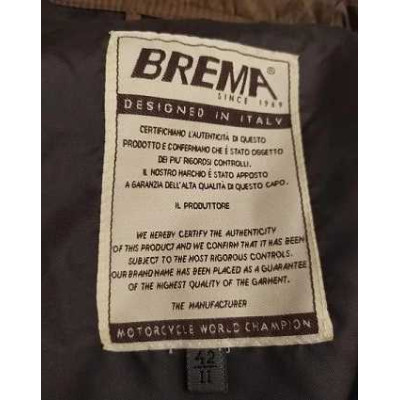 BREMA®
SINCE 1969
DESIGNED IN ITALY
CERTIFICHIAMO L'AUTENTICITÀ DI QUESTO
PRODOTTO E CONFERMIAMO CHE È STATO OGGETTO
DEI PIU' RIGOROSI CONTROLLI.
IL NOSTRO MARCHIO È STATO APPOSTO
A GARANZIA DELL'ALTA QUALITÀ DI QUESTO CAPO.
IL PRODUTTORE
WE HEREBY CERTIFY THE AUTHENTICITY
OF THIS PRODUCT AND WE CONFIRM THAT IT HAS BEEN
SUBJECT TO THE MOST RIGOROUS CONTROLS.
OUR BRAND NAME HAS BEEN PLACED AS A GUARANTEE
OF THE HIGHEST QUALITY OF THE GARMENT.
THE MANUFACTURER
MOTORCYCLE WORLD CHAMPION
42
II